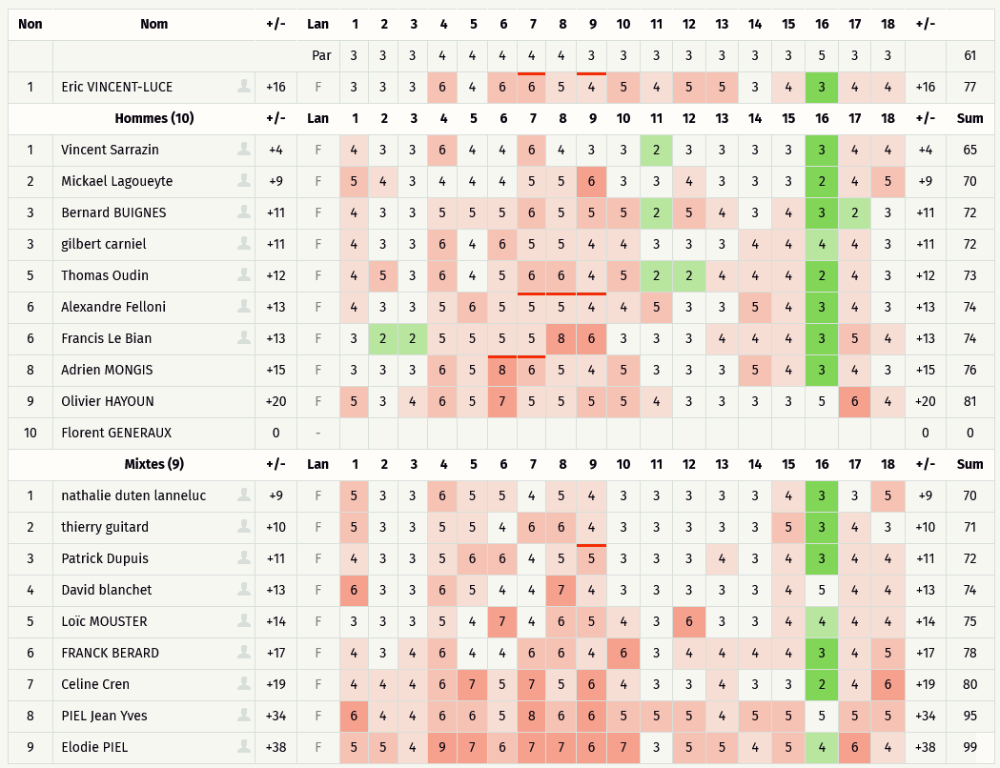 Non Nom +/- Lan 1 2 3 4 5 6 7 8 9 10 11 12 13 14 15 16 17 18 +/-
Par 3 3 3 4 4 4 4 4 3 3 3 3 3 3 3 5 3 3 61
1 Eric VINCENT-LUCE +16 F 3 3 3 6 4 6 6 5 4 5 4 5 5 3 4 3 4 4 +16 77
Hommes (10) +/- Lan 1 2 3 4 5 6 7 8 9 10 11 12 13 14 15 16 17 18 +/- Sum
1 Vincent Sarrazin +4 F 4 3 3 6 4 4 6 4 3 3 2 3 3 3 3 3 4 4 +4 65
2 Mickael Lagoueyte +9 F 5 4 3 4 4 4 5 5 6 3 3 4 3 3 3 2 4 5 +9 70
3 Bernard BUIGNES +11 F 4 3 3 5 5 5 6 5 5 5 2 5 4 3 4 3 2 3 +11 72
3 gilbert carniel +11 F 4 3 3 6 4 6 5 5 4 4 3 3 3 4 4 4 4 3 +11 72
5 Thomas Oudin +12 F 4 5 3 6 4 5 6 6 4 5 2 2 4 4 4 2 4 3 +12 73
6 Alexandre Felloni +13 F 4 3 3 5 6 5 5 5 4 4 5 3 3 5 4 3 4 3 +13 74
6 Francis Le Bian +13 F 3 2 2 5 5 5 5 8 6 3 3 3 4 4 4 3 5 4 +13 74
8 Adrien MONGIS +15 F 3 3 3 6 5 8 6 5 4 5 3 3 3 5 4 3 4 3 +15 76
9 Olivier HAYOUN +20 F 5 3 4 6 5 7 5 5 5 5 4 3 3 3 3 5 6 4 +20 81
10 Florent GENERAUX 0 - 0 0
Mixtes (9) +/- Lan 1 2 3 4 5 6 7 8 9 10 11 12 13 14 15 16 17 18 +/- Sum
1 nathalie duten lanneluc +9 F 5 3 3 6 5 5 4 5 4 3 3 3 3 3 4 3 3 5 +9 70
2 thierry guitard +10 F 5 3 3 5 5 4 6 6 4 3 3 3 3 3 5 3 4 3 +10 71
3 Patrick Dupuis +11 F 4 3 3 5 6 6 4 5 5 3 3 3 4 3 4 3 4 4 +11 72
4 David blanchet +13 F 6 3 3 6 5 4 4 7 4 3 3 3 3 3 4 5 4 4 +13 74
5 Loïc MOUSTER +14 F 3 3 3 5 4 7 4 6 5 4 3 6 3 3 4 4 4 4 +14 75
6 FRANCK BERARD +17 F 4 3 4 6 4 4 6 6 4 6 3 4 4 4 4 3 4 5 +17 78
7 Celine Cren +19 F 4 4 4 6 7 5 7 5 6 4 3 3 4 3 3 2 4 6 +19 80
8 PIEL Jean Yves +34 F 6 4 4 6 6 5 8 6 6 5 5 5 4 5 5 5 5 5 +34 95
9 Elodie PIEL +38 F 5 5 4 9 7 6 7 7 6 7 3 5 5 4 5 4 6 4 +38 99